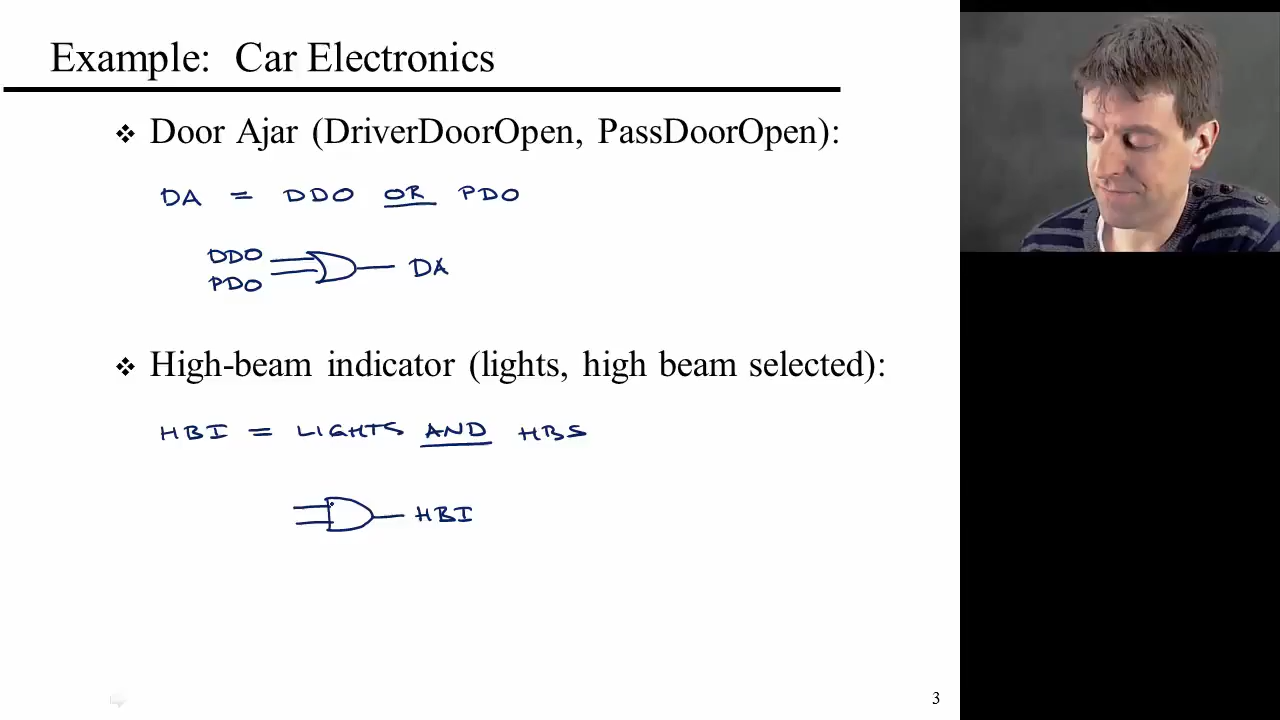 Example: Car Electronics
❖ Door Ajar (DriverDoorOpen, PassDoorOpen):
DA = DDO OR PDO
DDO
PDO
DA
❖ High-beam indicator (lights, high beam selected):
HBI = LIGHTS AND HBS
HBI
3